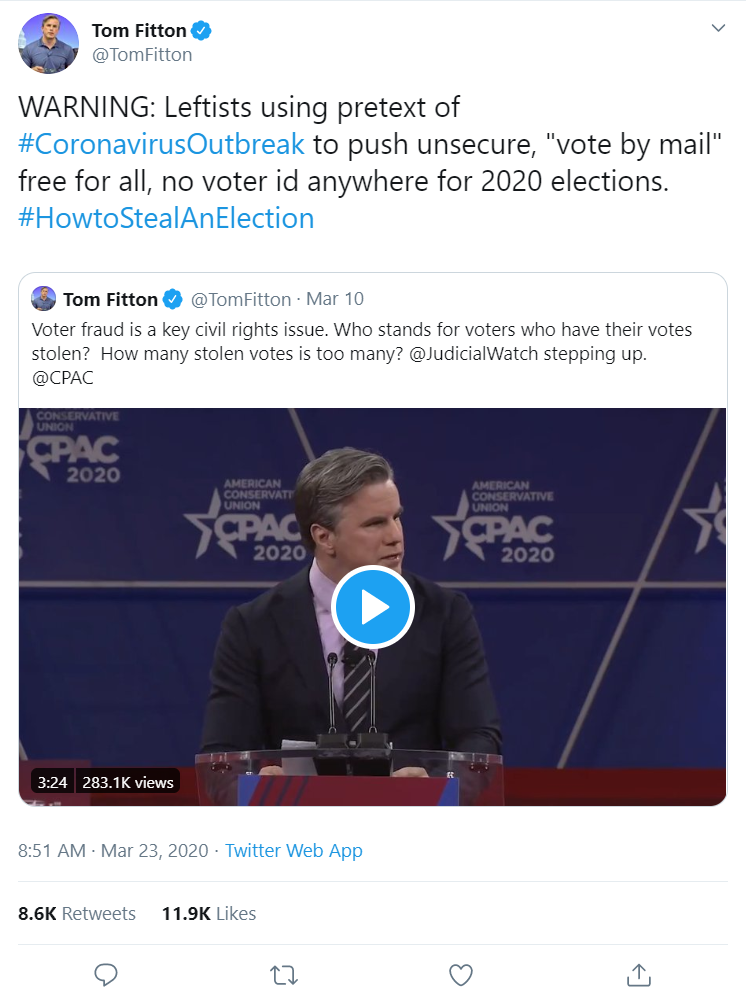 Tom Fitton
@TomFitton
WARNING: Leftists using pretext of
#CoronavirusOutbreak to push unsecure, "vote by mail"
free for all, no voter id anywhere for 2020 elections.
#HowtoStealAnElection
Tom Fitton @TomFitton · Mar 10
Voter fraud is a key civil rights issue. Who stands for voters who have their votes
stolen?  How many stolen votes is too many? @JudicialWatch stepping up.
@CPAC
CONSERVATIVE
UNION
CPAC
2020
AMERICAN
CONSERVATI
UNION
CPAC
2020
AMERICAN
CONSERVATIVE
UNION
CPAC
2020
3:24 283.1K views
8:51 AM · Mar 23, 2020 · Twitter Web App
8.6K Retweets 11.9K Likes